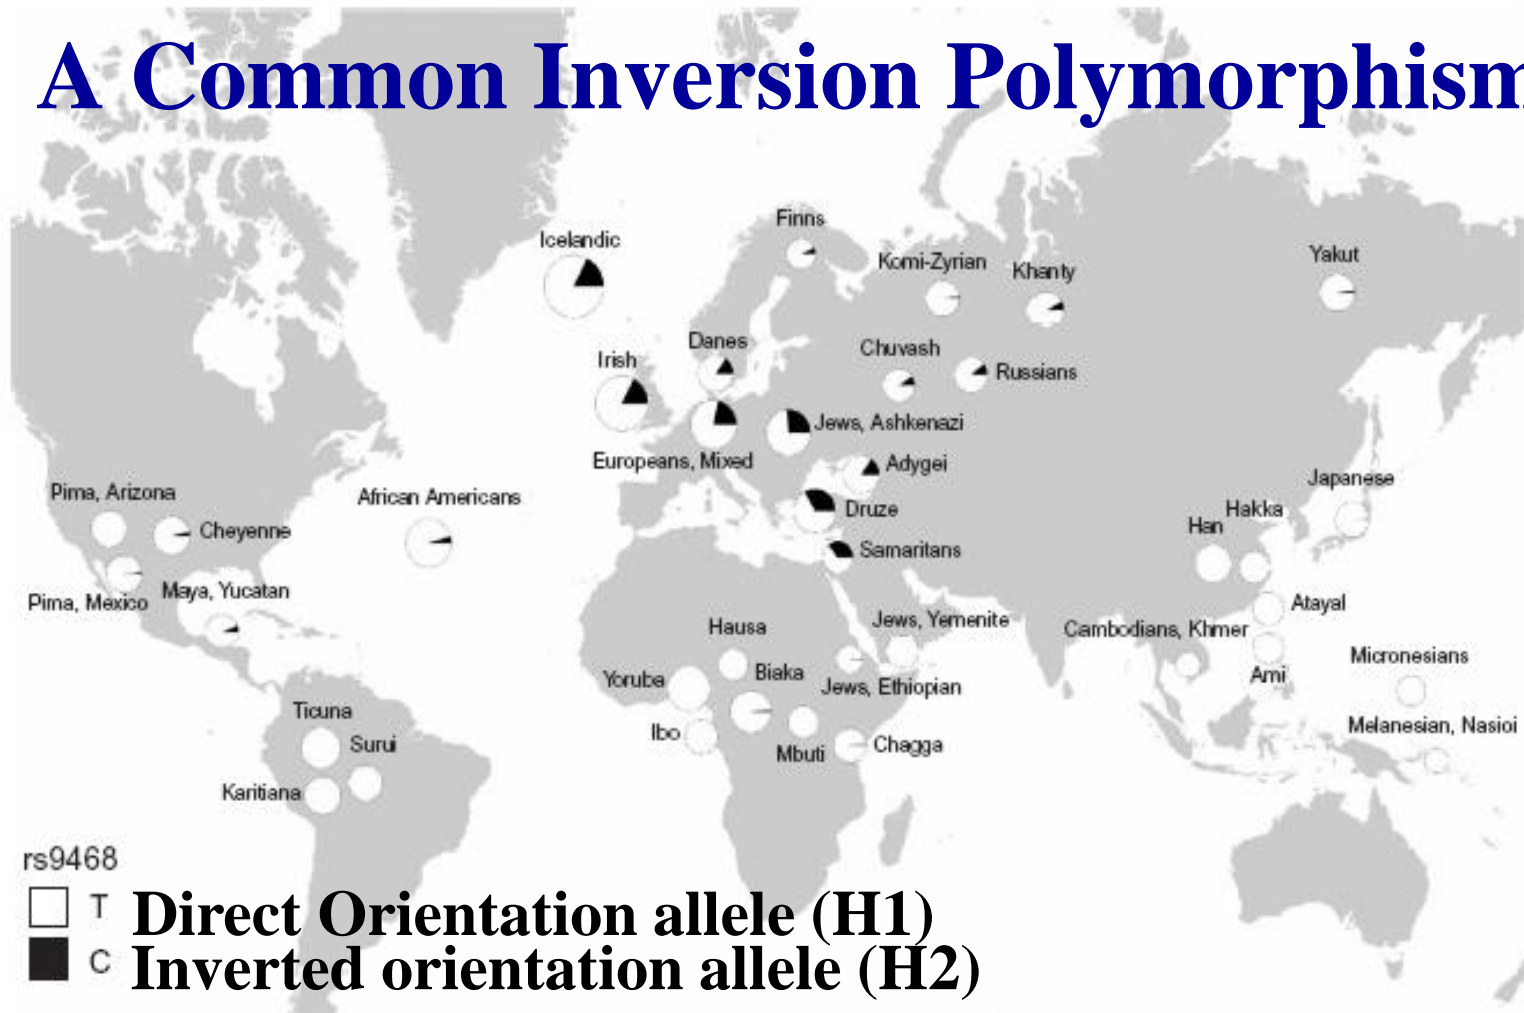 A Common Inversion Polymorphism
Finns
Icelandic
Komi-Zyrian
Khanty
Yakut
Danes
Irish
Chuvash
Russians
Jews, Ashkenazi
Europeans, Mixed
Adygei
Pima, Arizona
African Americans
Japanese
Druze
Hakka
Han
Cheyenne
Samaritans
Maya, Yucatan
Pima, Mexico
Atayal
Jews, Yemenite
Hausa
Cambodians, Khmer
Micronesians
Biaka
Yoruba
Ami
Jews, Ethiopian
Ticuna
Melanesian, Nasioi
Ibo
Surui
Chagga
Mbuti
Karitiana
rs9468
T Direct Orientation allele (H1)
C Inverted orientation allele (H2)